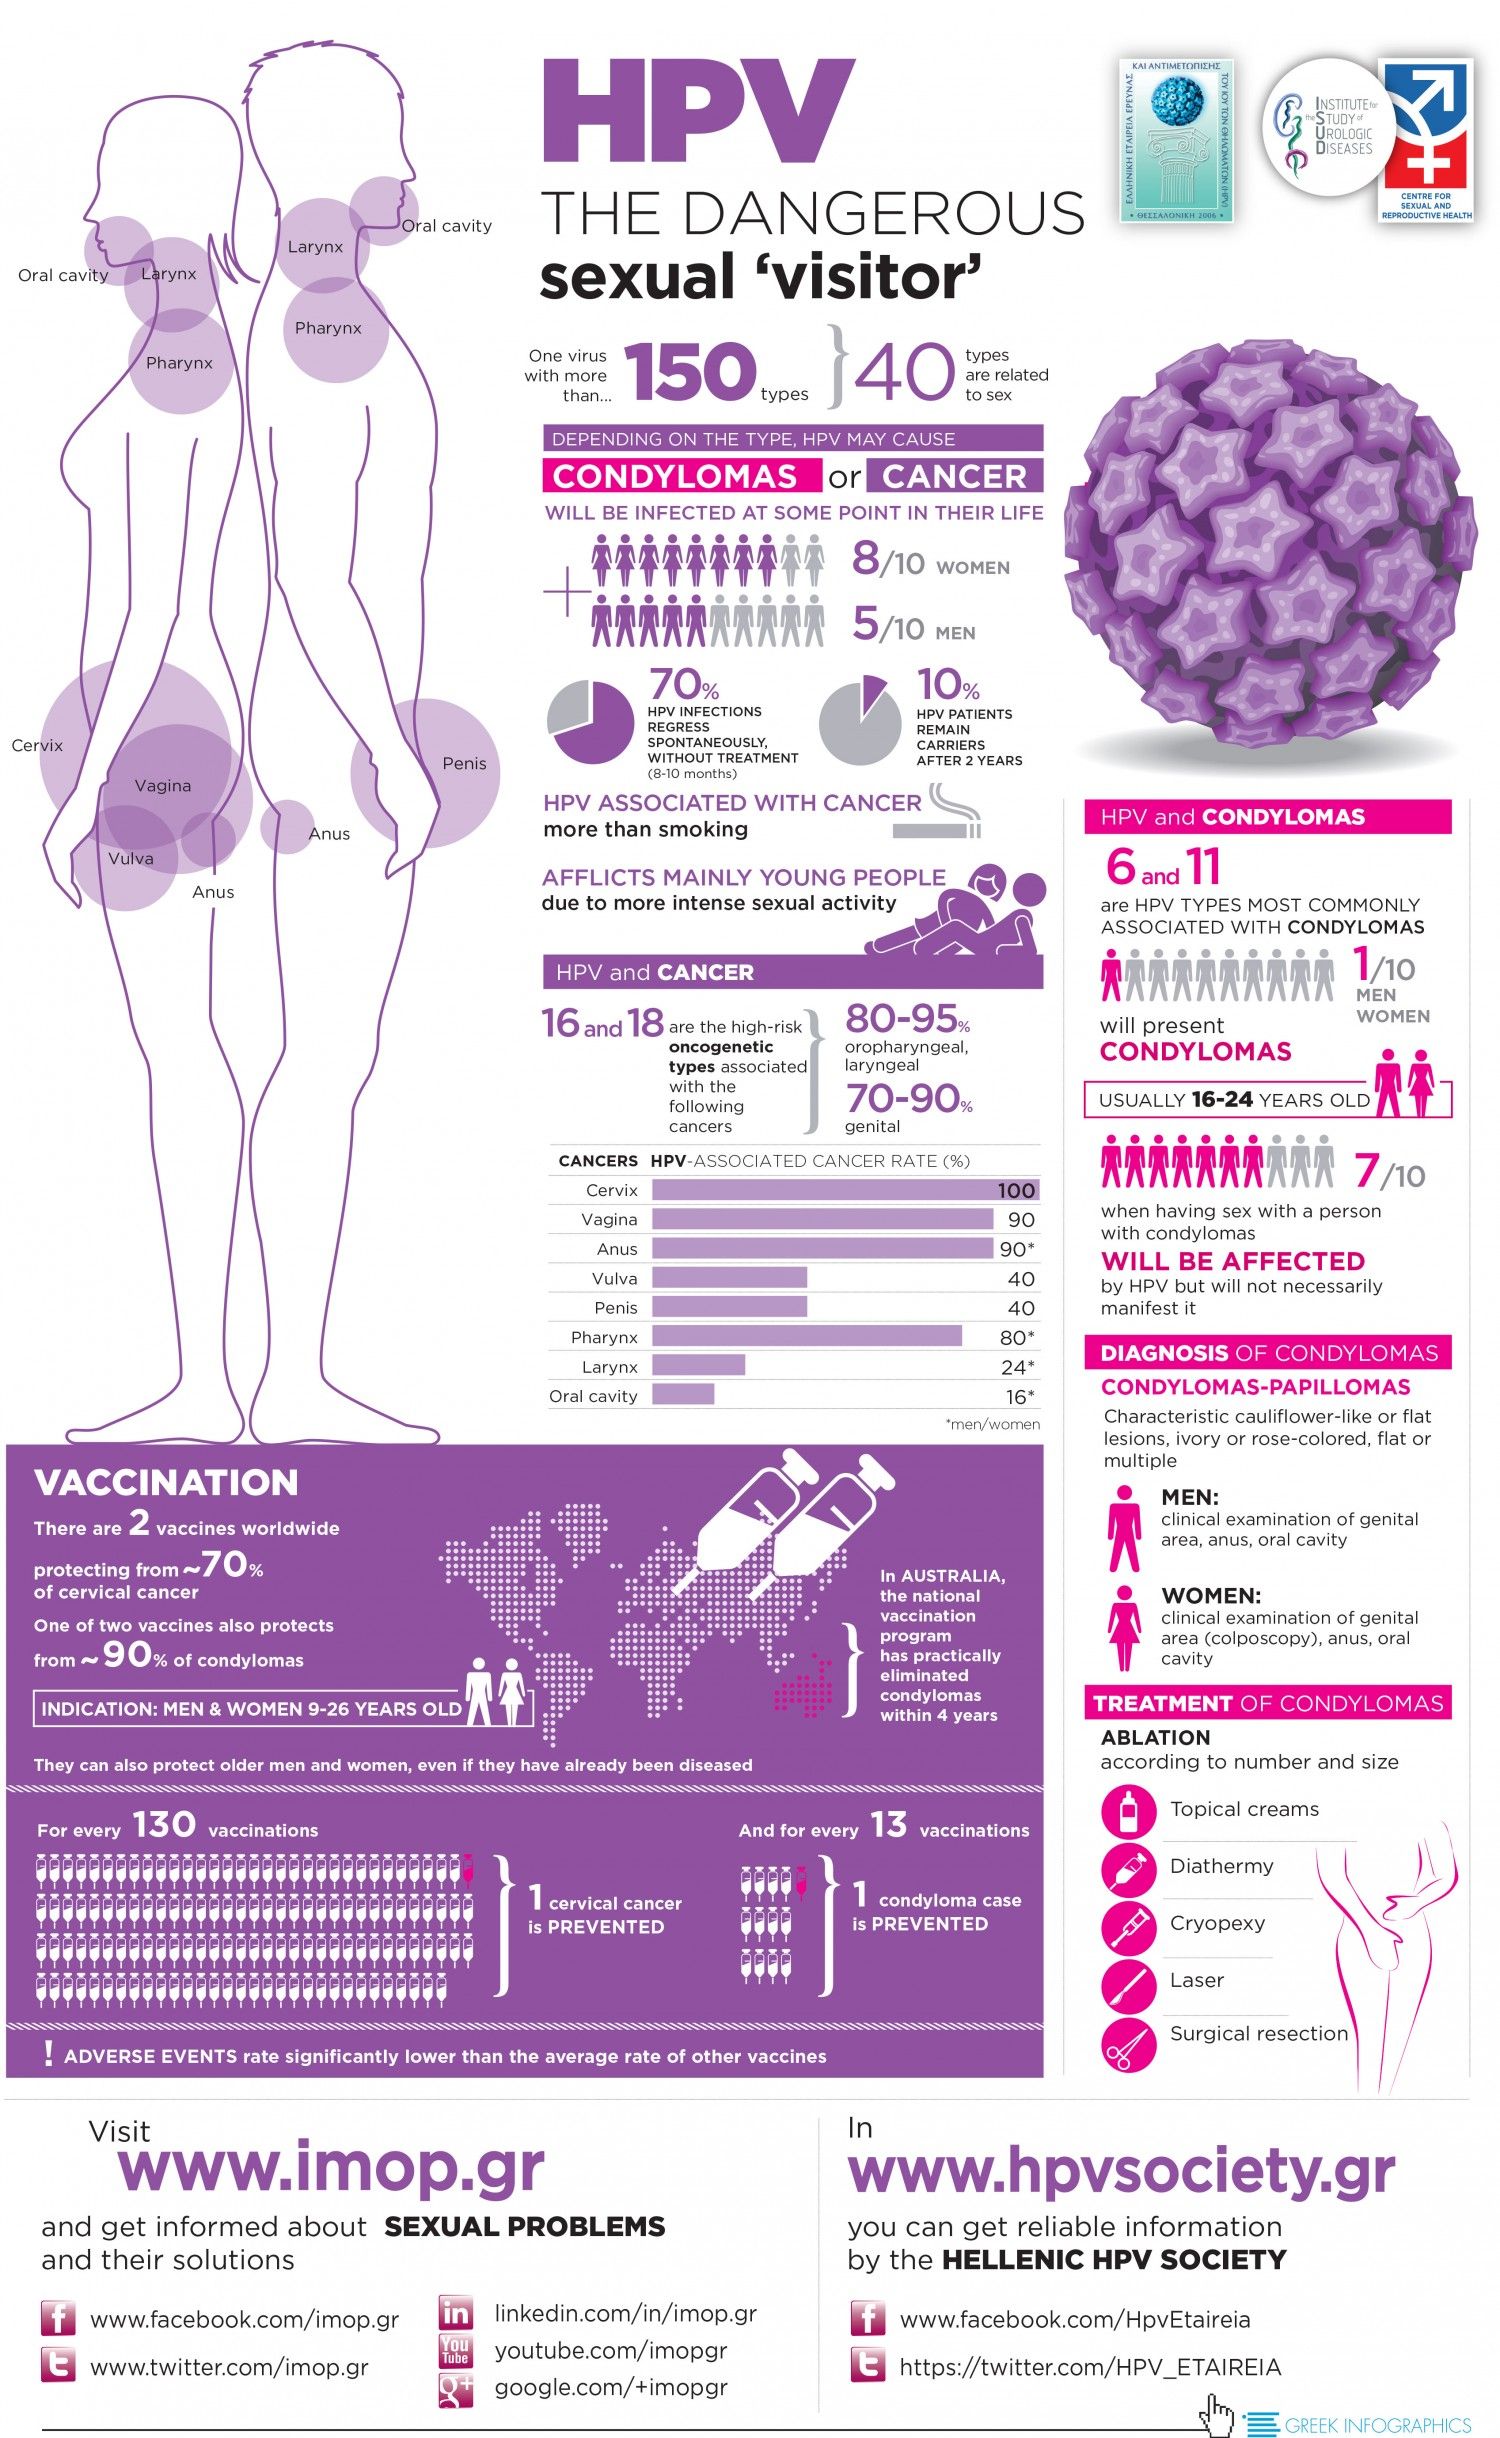 HPV
THE DANGEROUS
sexual ‘visitor’
ΚΑΙ ΑΝΤΙΜΕΤΩΠΙΣΗΣ
ΕΛΛΗΝΙΚΗ ΕΤΑΙΡΕΙΑ ΕΡΕΥΝΑΣ
ΤΟΥ ΙΟΥ ΤΩΝ ΘΗΛΩΜΑΤΩΝ (HPV)
• ΘΕΣΣΑΛΟΝΙΚΗ 2006 •
INSTITUTE for
the STUDY of
UROLOGIC
DISEASES
CENTRE FOR
SEXUAL AND
REPRODUCTIVE HEALTH
Oral cavity
Larynx
Pharynx
Oral cavity
Larynx
Pharynx
Cervix
Vagina
Vulva
Anus
Anus
Penis
One virus
with more
than...
150 types
40 types
are related
to sex
DEPENDING ON THE TYPE, HPV MAY CAUSE
CONDYLOMAS or CANCER
WILL BE INFECTED AT SOME POINT IN THEIR LIFE
8/10 WOMEN
5/10 MEN
70%
HPV INFECTIONS
REGRESS
SPONTANEOUSLY,
WITHOUT TREATMENT
(8-10 months)
10%
HPV PATIENTS
REMAIN
CARRIERS
AFTER 2 YEARS
HPV ASSOCIATED WITH CANCER
more than smoking
AFFLICTS MAINLY YOUNG PEOPLE
due to more intense sexual activity
HPV and CANCER
16 and 18 are the high-risk
oncogenetic
types associated
with the
following
cancers
80-95%
oropharyngeal,
laryngeal
70-90%
genital
CANCERS HPV-ASSOCIATED CANCER RATE (%)
Cervix 100
Vagina 90
Anus 90*
Vulva 40
Penis 40
Pharynx 80*
Larynx 24*
Oral cavity 16*
*men/women
HPV and CONDYLOMAS
6 and 11
are HPV TYPES MOST COMMONLY
ASSOCIATED WITH CONDYLOMAS
1/10
MEN
WOMEN
will present
CONDYLOMAS
USUALLY 16-24 YEARS OLD
7/10
when having sex with a person
with condylomas
WILL BE AFFECTED
by HPV but will not necessarily
manifest it
DIAGNOSIS OF CONDYLOMAS
CONDYLOMAS-PAPILLOMAS
Characteristic cauliflower-like or flat
lesions, ivory or rose-colored, flat or
multiple
MEN:
clinical examination of genital
area, anus, oral cavity
WOMEN:
clinical examination of genital
area (colposcopy), anus, oral
cavity
TREATMENT OF CONDYLOMAS
ABLATION
according to number and size
Topical creams
Diathermy
Cryopexy
Laser
Surgical resection
VACCINATION
There are 2 vaccines worldwide
protecting from ~70%
of cervical cancer
One of two vaccines also protects
from ~90% of condylomas
INDICATION: MEN & WOMEN 9-26 YEARS OLD
They can also protect older men and women, even if they have already been diseased
In AUSTRALIA,
the national
vaccination
program
has practically
eliminated
condylomas
within 4 years
For every 130 vaccinations
1 cervical cancer
is PREVENTED
And for every 13 vaccinations
1 condyloma case
is PREVENTED
! ADVERSE EVENTS rate significantly lower than the average rate of other vaccines
Visit
www.imop.gr
and get informed about SEXUAL PROBLEMS
and their solutions
f www.facebook.com/imop.gr
t www.twitter.com/imop.gr
in linkedin.com/in/imop.gr
You Tube youtube.com/imopgr
g+ google.com/+imopgr
In
www.hpvsociety.gr
you can get reliable information
by the HELLENIC HPV SOCIETY
f www.facebook.com/HpvEtaireia
t https://twitter.com/HPV_ETAIREIA
GREEK INFOGRAPHICS